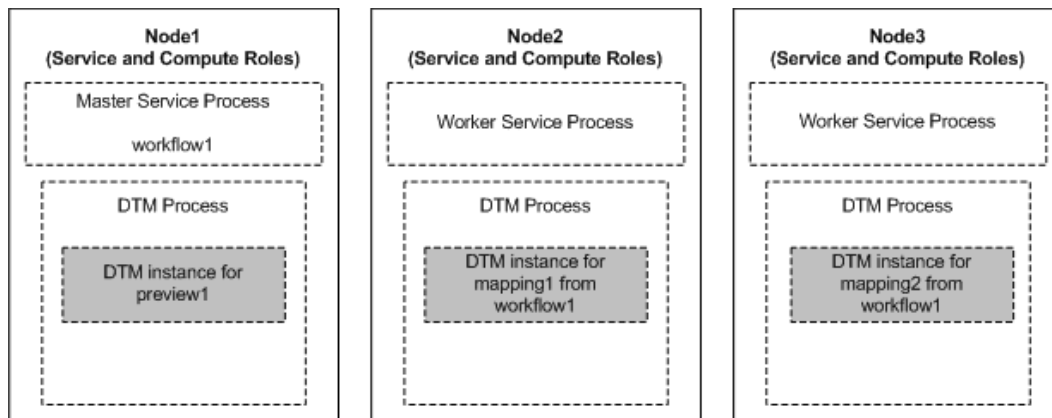 Node1
(Service and Compute Roles)
Master Service Process
workflow1
DTM Process
DTM instance for
preview1
Node2
(Service and Compute Roles)
Worker Service Process
DTM Process
DTM instance for
mapping1 from
workflow1
Node3
(Service and Compute Roles)
Worker Service Process
DTM Process
DTM instance for
mapping2 from
workflow1